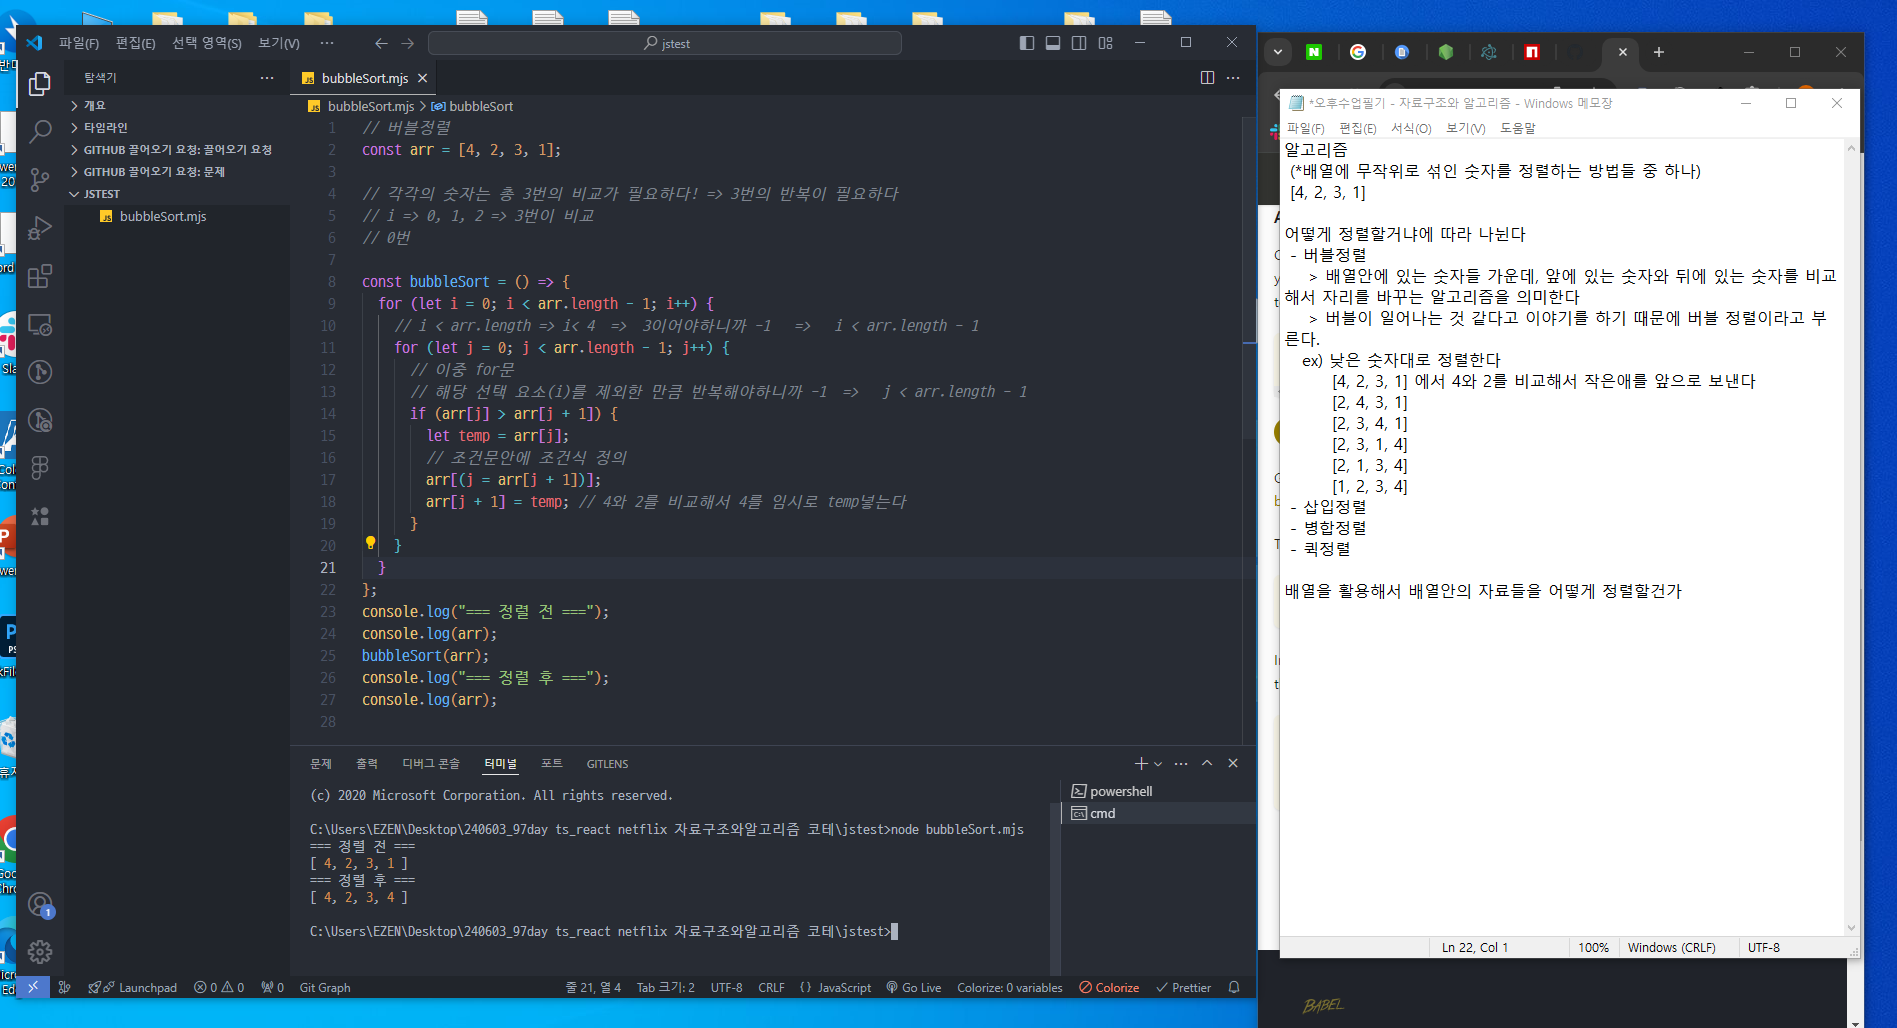 파일(F) 편집(E) 선택 영역(S) 보기(V) ··· jstest
탐색기
개요
타임라인
GITHUB 끌어오기 요청: 끌어오기 요청
GITHUB 끌어오기 요청: 문제
JSTEST
bubbleSort.mjs
bubbleSort.mjs
bubbleSort.mjs > bubbleSort
1 // 버블정렬
2 const arr = [4, 2, 3, 1];
3
4 // 각각의 숫자는 총 3번의 비교가 필요하다! => 3번의 반복이 필요하다
5 // i => 0, 1, 2 => 3번이 비교
6 // 0번
7
8 const bubbleSort = () => {
9 for (let i = 0; i < arr.length - 1; i++) {
10 // i < arr.length => i< 4 => 3이어야하니까 -1 => i < arr.length - 1
11 for (let j = 0; j < arr.length - 1; j++) {
12 // 이중 for문
13 // 해당 선택 요소(i)를 제외한 만큼 반복해야하니까 -1 => j < arr.length - 1
14 if (arr[j] > arr[j + 1]) {
15 let temp = arr[j];
16 // 조건문안에 조건식 정의
17 arr[(j = arr[j + 1])];
18 arr[j + 1] = temp; // 4와 2를 비교해서 4를 임시로 temp넣는다
19 }
20 }
21 }
22 };
23 console.log("=== 정렬 전 ===");
24 console.log(arr);
25 bubbleSort(arr);
26 console.log("=== 정렬 후 ===");
27 console.log(arr);
28
문제 출력 디버그 콘솔 터미널 포트 GITLENS
(c) 2020 Microsoft Corporation. All rights reserved.
C:\Users\EZEN\Desktop\240603_97day ts_react netflix 자료구조와알고리즘 코테\jstest>node bubbleSort.mjs
=== 정렬 전 ===
[ 4, 2, 3, 1 ]
=== 정렬 후 ===
[ 4, 2, 3, 4 ]
C:\Users\EZEN\Desktop\240603_97day ts_react netflix 자료구조와알고리즘 코테\jstest>
powershell
cmd
Launchpad 0 0 0 Git Graph 줄 21, 열 4 Tab 크기: 2 UTF-8 CRLF {} JavaScript Go Live Colorize: 0 variables Colorize Prettier
*오후수업필기 - 자료구조와 알고리즘 - Windows 메모장
파일(F) 편집(E) 서식(O) 보기(V) 도움말
알고리즘
(*배열에 무작위로 섞인 숫자를 정렬하는 방법들 중 하나)
[4, 2, 3, 1]
어떻게 정렬할거냐에 따라 나뉜다
- 버블정렬
> 배열안에 있는 숫자들 가운데, 앞에 있는 숫자와 뒤에 있는 숫자를 비교
해서 자리를 바꾸는 알고리즘을 의미한다
> 버블이 일어나는 것 같다고 이야기를 하기 때문에 버블 정렬이라고 부
른다.
ex) 낮은 숫자대로 정렬한다
[4, 2, 3, 1] 에서 4와 2를 비교해서 작은애를 앞으로 보낸다
[2, 4, 3, 1]
[2, 3, 4, 1]
[2, 3, 1, 4]
[2, 1, 3, 4]
[1, 2, 3, 4]
- 삽입정렬
- 병합정렬
- 퀵정렬
배열을 활용해서 배열안의 자료들을 어떻게 정렬할건가
Ln 22, Col 1 100% Windows (CRLF) UTF-8
BABEL